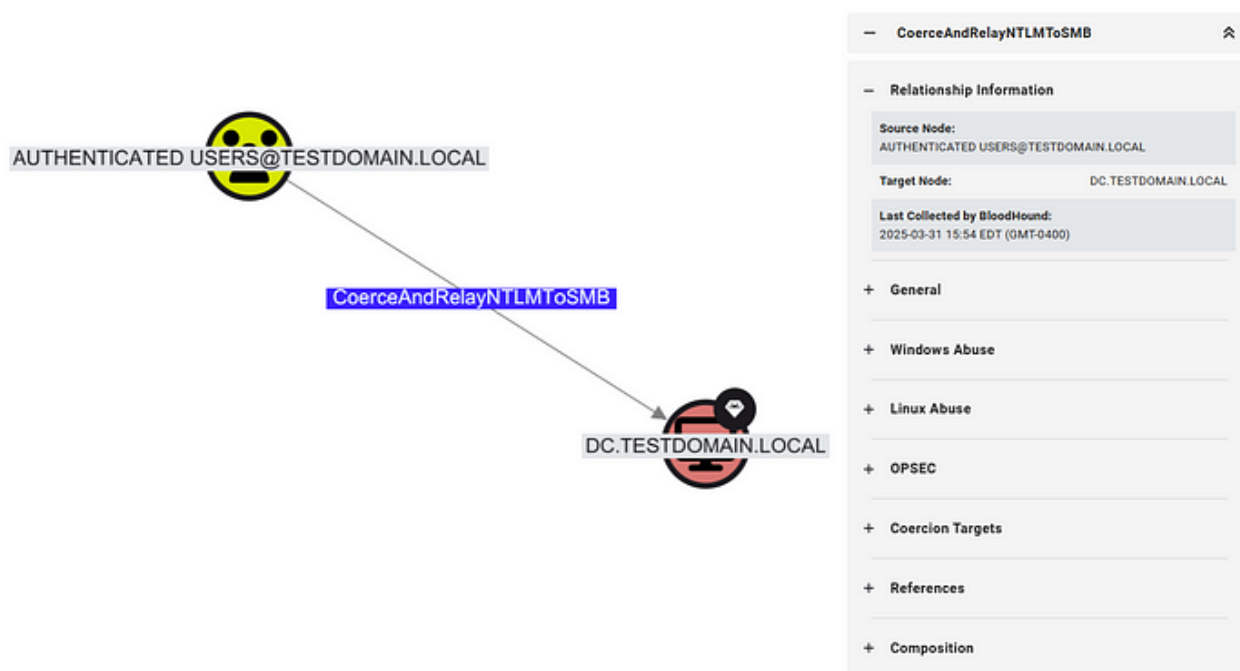 AUTHENTICATED USERS@TESTDOMAIN.LOCAL
CoerceAndRelayNTLMToSMB
DC.TESTDOMAIN.LOCAL
CoerceAndRelayNTLMToSMB
Relationship Information
Source Node:
AUTHENTICATED USERS@TESTDOMAIN.LOCAL
Target Node: DC.TESTDOMAIN.LOCAL
Last Collected by BloodHound:
2025-03-31 15:54 EDT (GMT-0400)
General
Windows Abuse
Linux Abuse
OPSEC
Coercion Targets
References
Composition